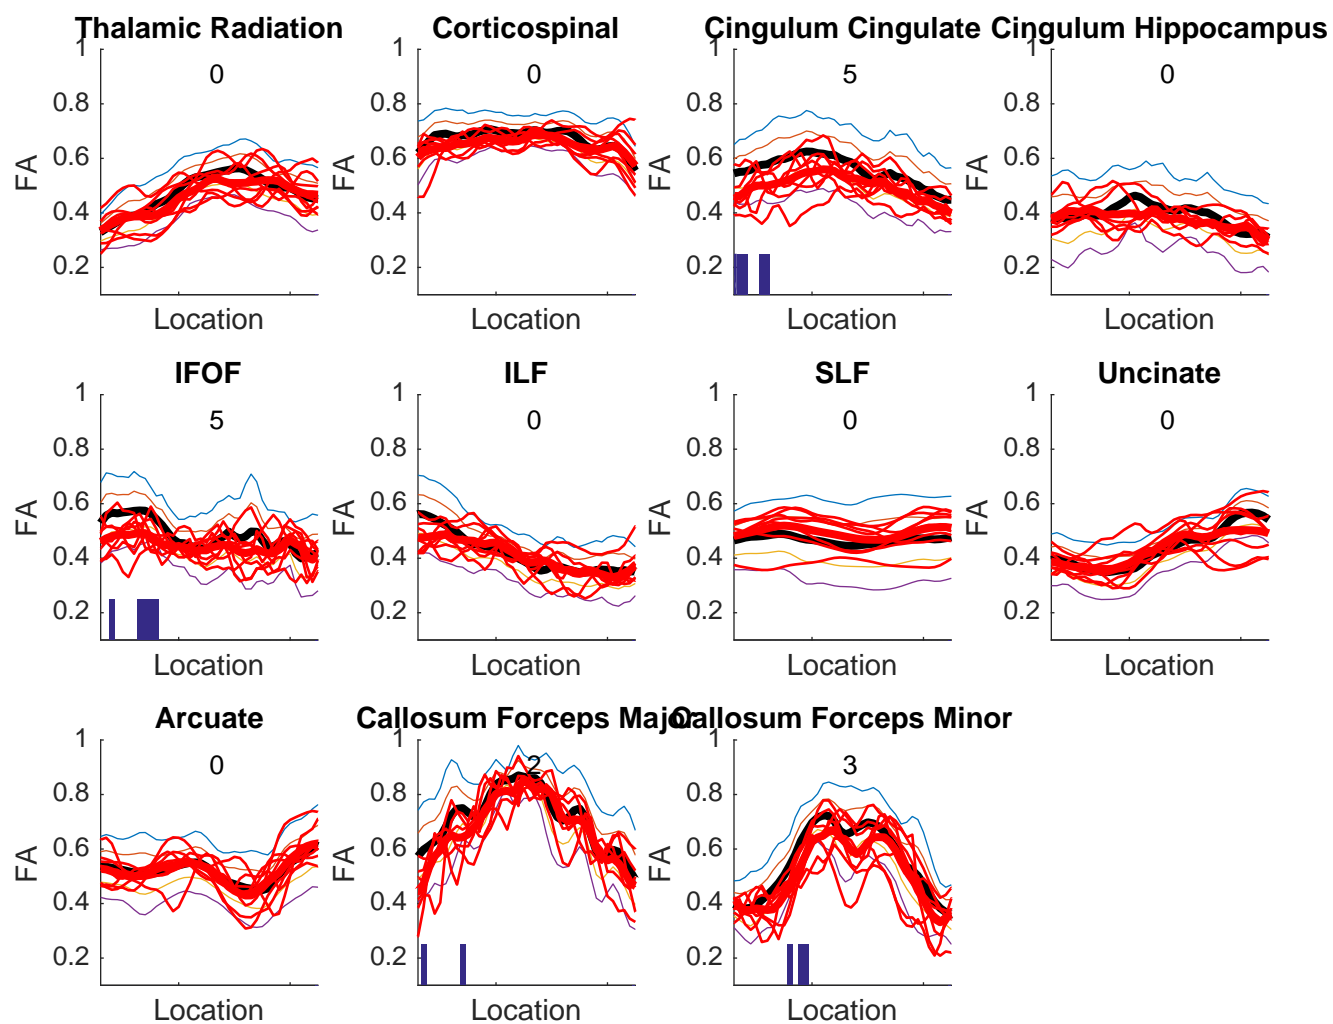 Thalamic Radiation
0
1
0.8
0.6
0.4
0.2
FA
Location
Corticospinal
0
1
0.8
0.6
0.4
0.2
FA
Location
Cingulum Cingulate
5
1
0.8
0.6
0.4
0.2
FA
Location
Cingulum Hippocampus
0
1
0.8
0.6
0.4
0.2
FA
Location
IFOF
5
1
0.8
0.6
0.4
0.2
FA
Location
ILF
0
1
0.8
0.6
0.4
0.2
FA
Location
SLF
0
1
0.8
0.6
0.4
0.2
FA
Location
Uncinate
0
1
0.8
0.6
0.4
0.2
FA
Location
Arcuate
0
1
0.8
0.6
0.4
0.2
FA
Location
Callosum Forceps Major
2
1
0.8
0.6
0.4
0.2
FA
Location
Callosum Forceps Minor
3
1
0.8
0.6
0.4
0.2
FA
Location